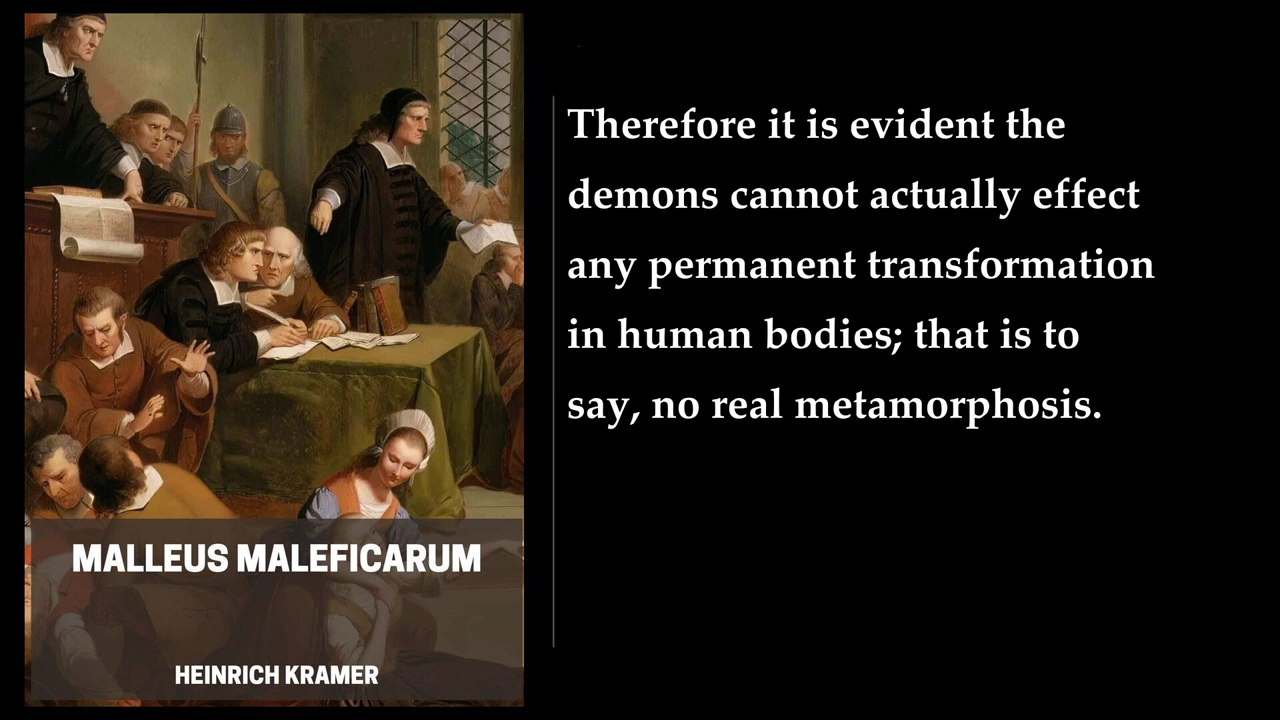 MALLEUS MALEFICARUM
HEINRICH KRAMER
Therefore it is evident the
demons cannot actually effect
any permanent transformation
in human bodies; that is to
say, no real metamorphosis.